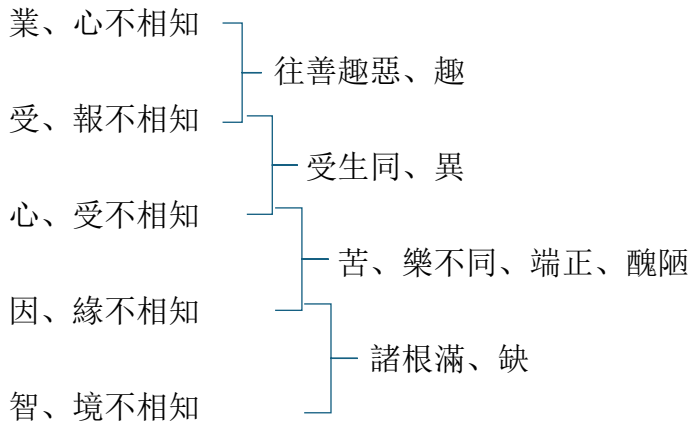 業、心不相知
往善趣惡、趣
受、報不相知
受生同、異
心、受不相知
苦、樂不同、端正、醜陋
因、緣不相知
諸根滿、缺
智、境不相知